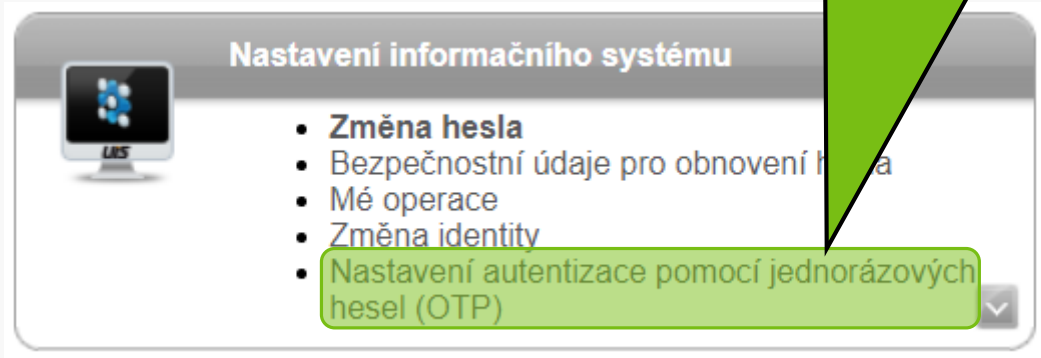 Nastavení informačního systému
UIS
Změna hesla
Bezpečnostní údaje pro obnovení
Mé operace
Změna identity
Nastavení autentizace pomocí jednorázových
hesel (OTP)